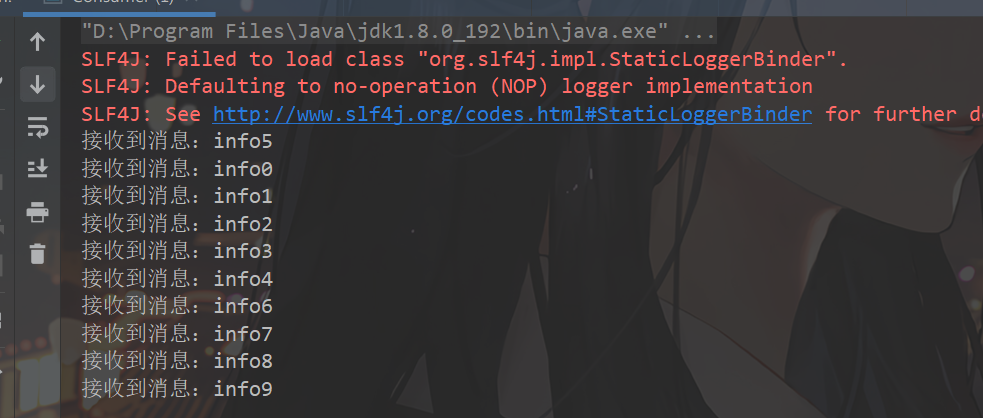 Consumer (1)
"D:\Program Files\Java\jdk1.8.0_192\bin\java.exe" ...
SLF4J: Failed to load class "org.slf4j.impl.StaticLoggerBinder".
SLF4J: Defaulting to no-operation (NOP) logger implementation
SLF4J: See http://www.slf4j.org/codes.html#StaticLoggerBinder for further
接收到消息：info5
接收到消息：info0
接收到消息：info1
接收到消息：info2
接收到消息：info3
接收到消息：info4
接收到消息：info6
接收到消息：info7
接收到消息：info8
接收到消息：info9